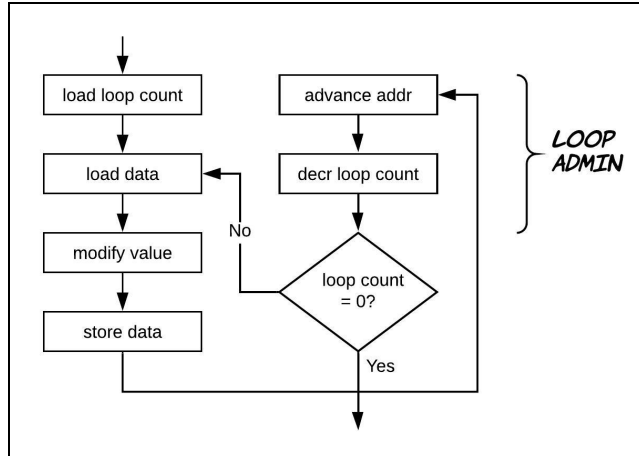 load loop count
load data
modify value
store data
advance addr
decr loop count
loop count
= 0?
No
Yes
LOOP
ADMIN